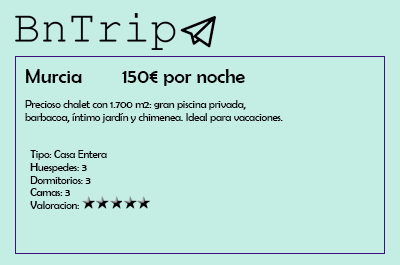 BnTrip
Murcia 150€ por noche
Precioso chalet con 1.700 m2: gran piscina privada,
barbacoa, íntimo jardín y chimenea. Ideal para vacaciones.
Tipo: Casa Entera
Huespedes: 3
Dormitorios: 3
Camas: 3
Valoracion: ★★★★★